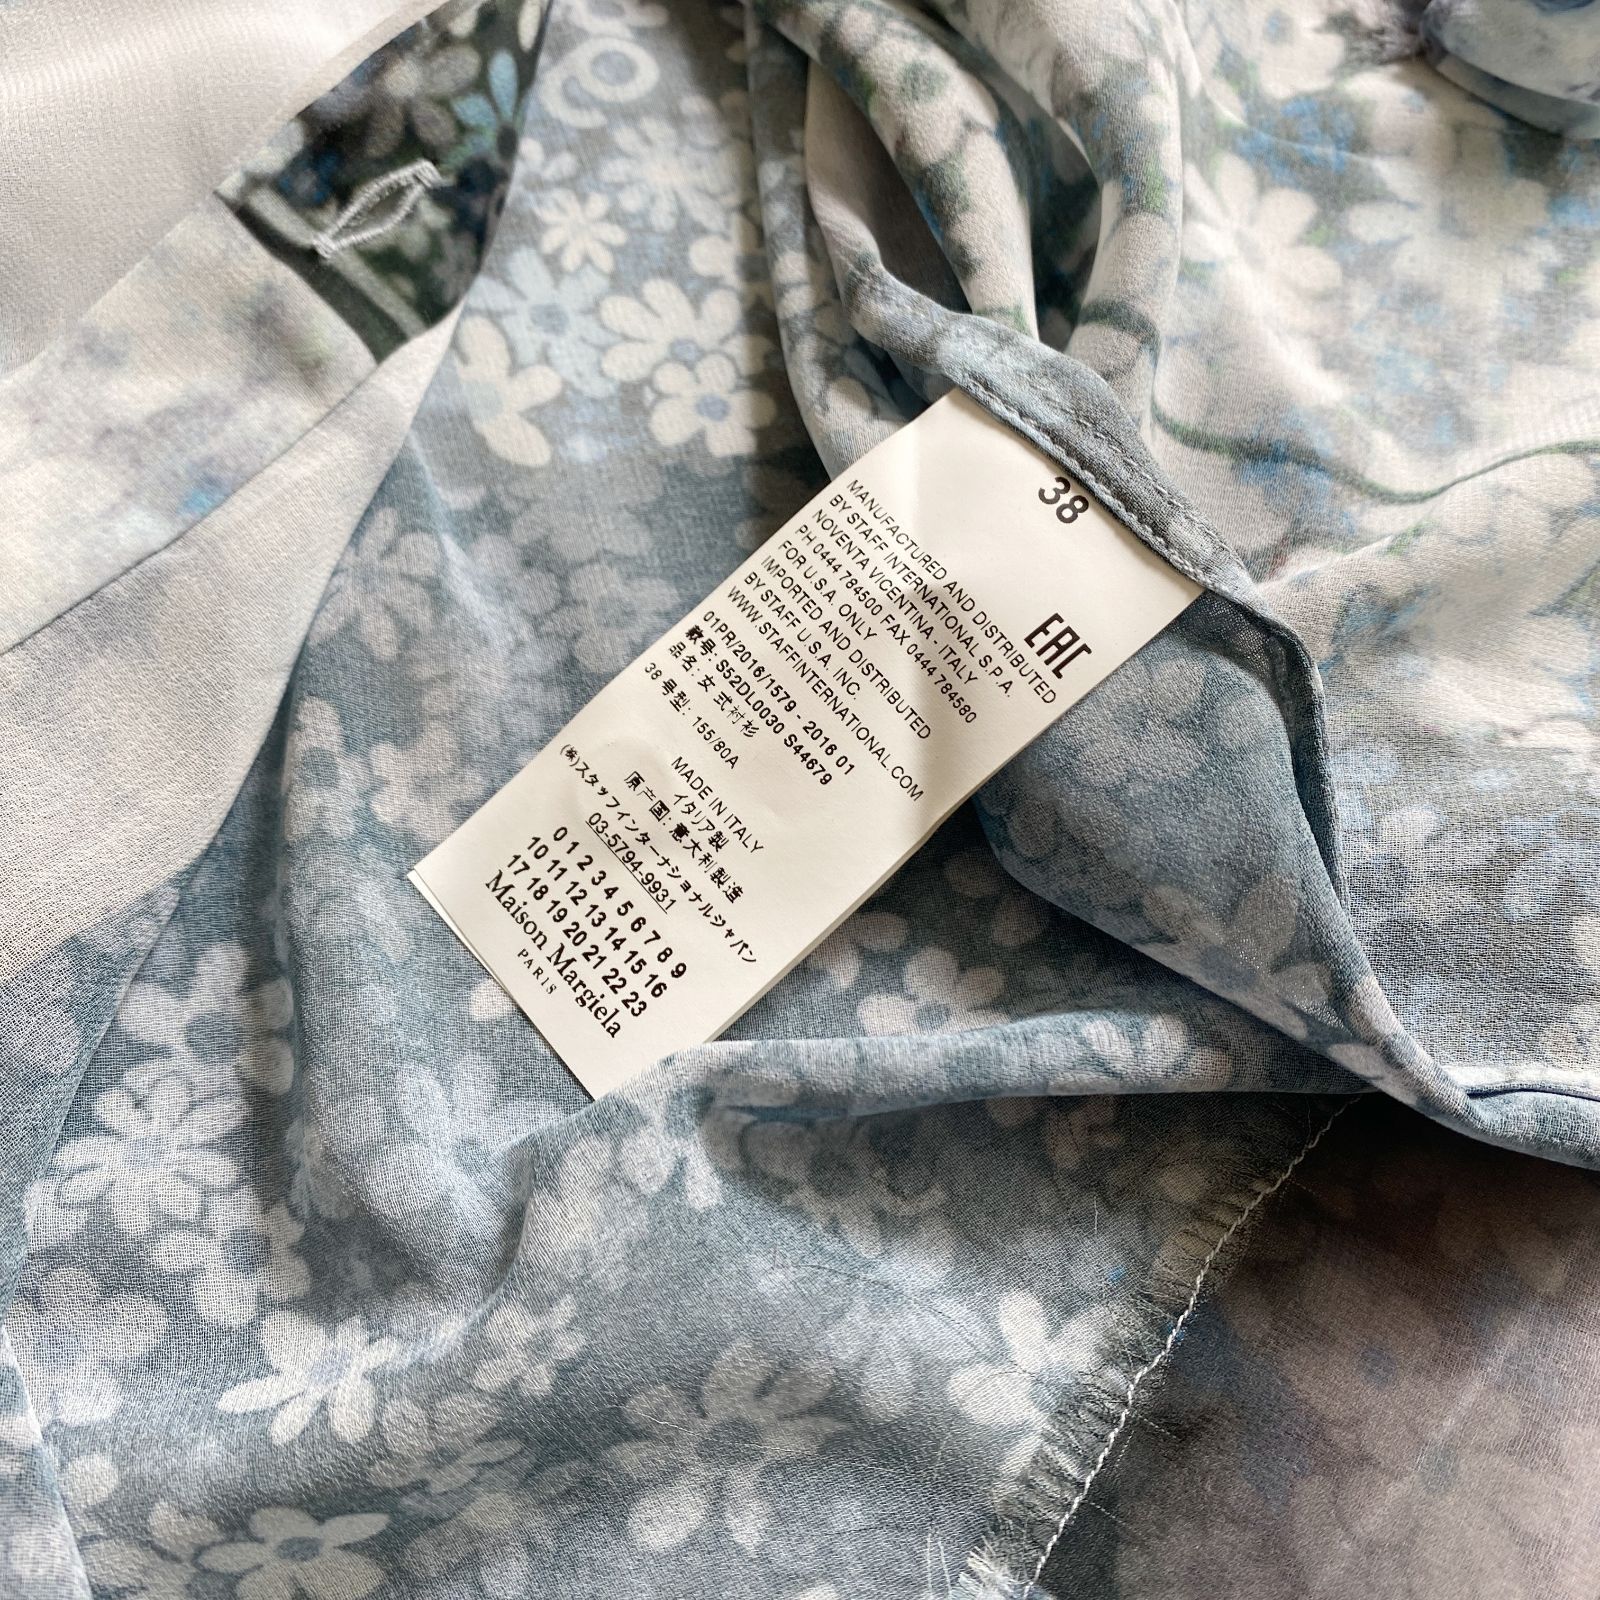 38
EAC
MANUFACTURED AND DISTRIBUTED
BY STAFF INTERNATIONAL S.P.A.
NOVENTA VICENTINA - ITALY
PH 0444 784500 FAX 0444 784580
FOR U.S.A. ONLY
IMPORTED AND DISTRIBUTED
BY STAFF U.S.A. INC.
WWW.STAFFINTERNATIONAL.COM
01PR/2016/1579 - 2016 01
款号: S52DL0030 S44679
品名: 女式衬衫
38 号型: 155/80A
MADE IN ITALY
イタリア製
原产国: 意大利製造
(株)スタッフインターナショナルジャパン
03-5794-9931
0 1 2 3 4 5 6 7 8 9
10 11 12 13 14 15 16
17 18 19 20 21 22 23
Maison Margiela
PARIS